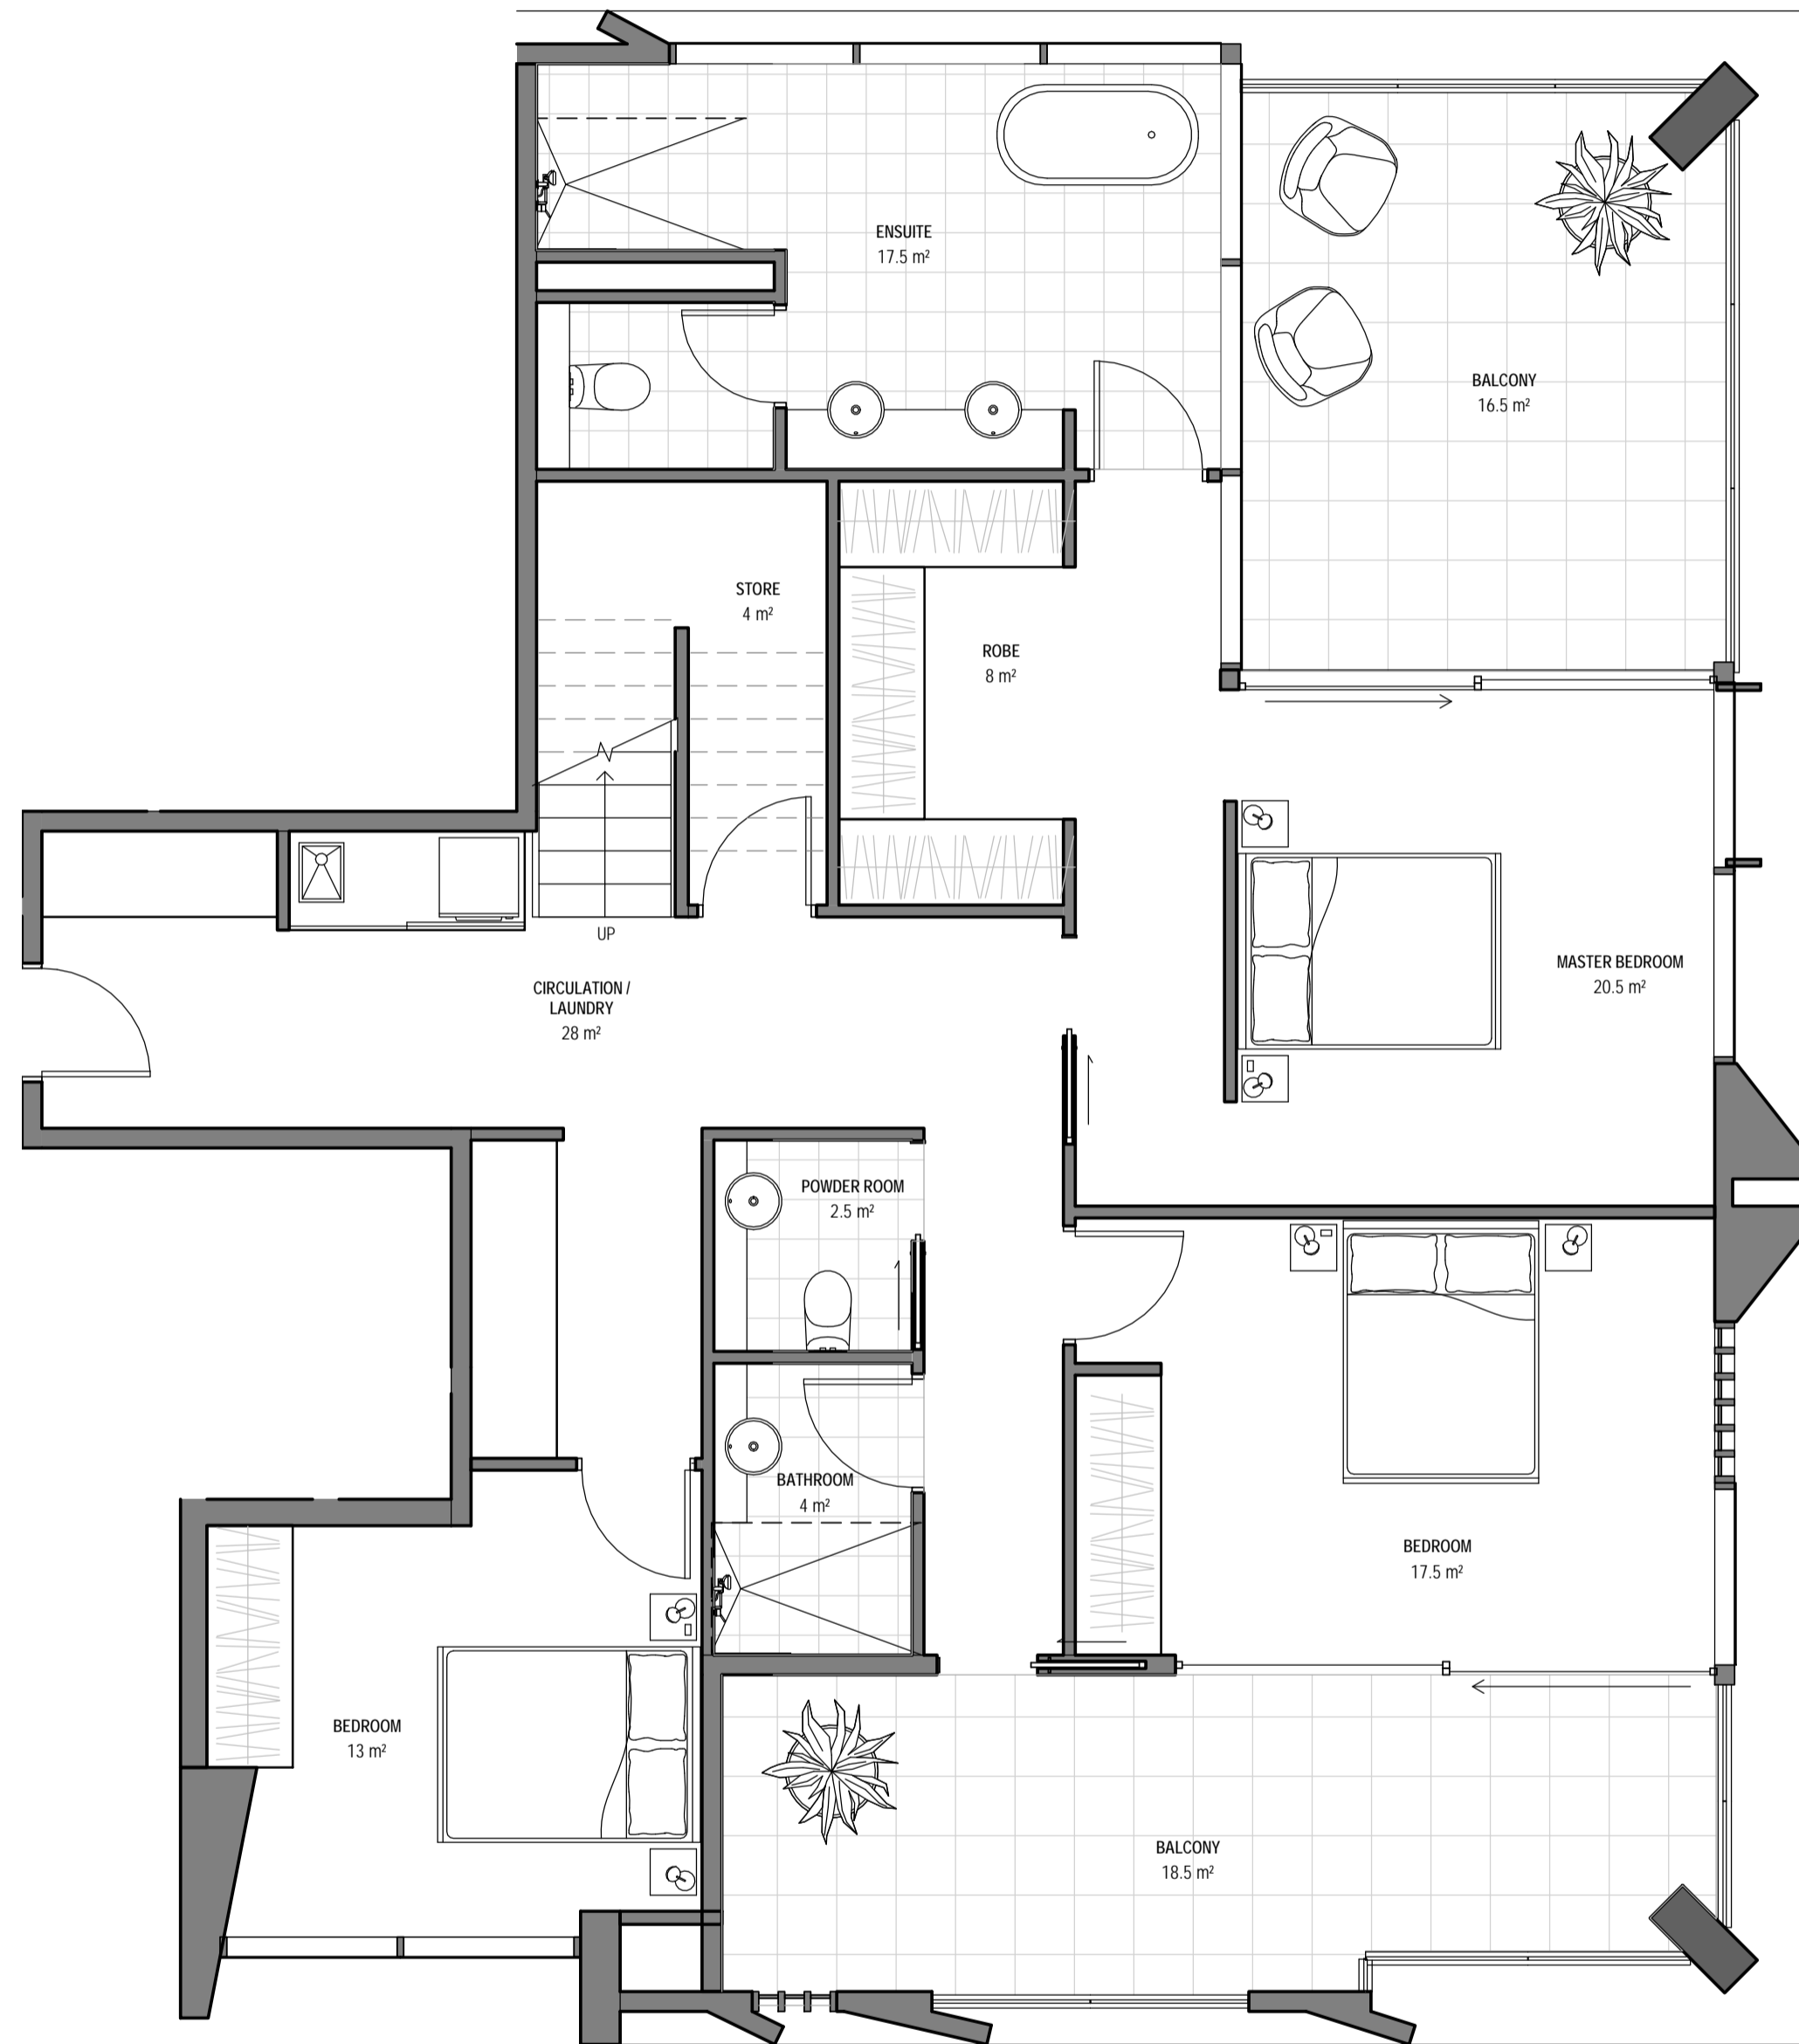 ENSUITE
17.5 m²
BALCONY
16.5 m²
STORE
4 m²
ROBE
8 m²
UP
CIRCULATION /
LAUNDRY
28 m²
MASTER BEDROOM
20.5 m²
POWDER ROOM
2.5 m²
BATHROOM
4 m²
BEDROOM
17.5 m²
BEDROOM
13 m²
BALCONY
18.5 m²